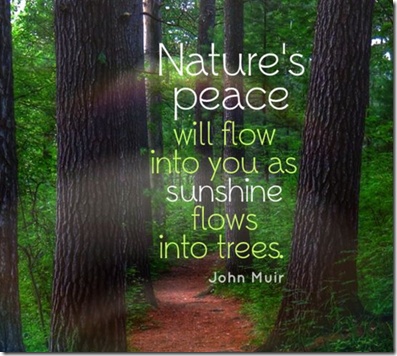 Nature's
peace
will flow
into you as
sunshine
flows
into trees.
John Muir